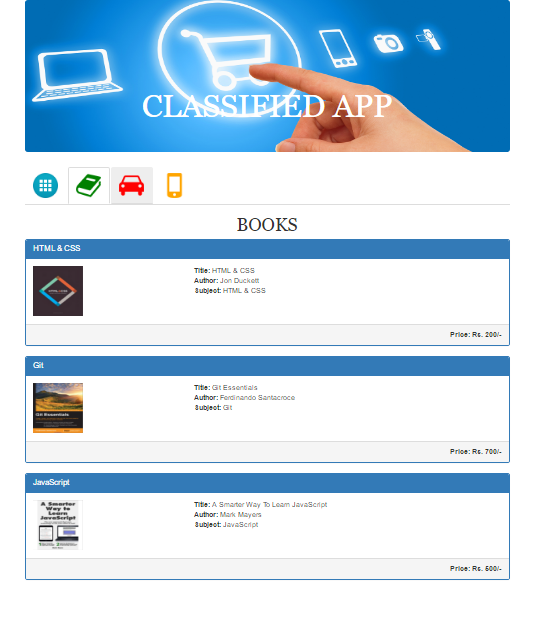 CLASSIFIED APP
BOOKS
HTML & CSS
Title: HTML & CSS
Author: Jon Duckett
Subject: HTML & CSS
Price: Rs. 200/-
Git
Git Essentials
Title: Git Essentials
Author: Ferdinando Santacroce
Subject: Git
Price: Rs. 700/-
JavaScript
A Smarter
Way to
Learn
JavaScript
Title: A Smarter Way To Learn JavaScript
Author: Mark Mayers
Subject: JavaScript
Price: Rs. 500/-